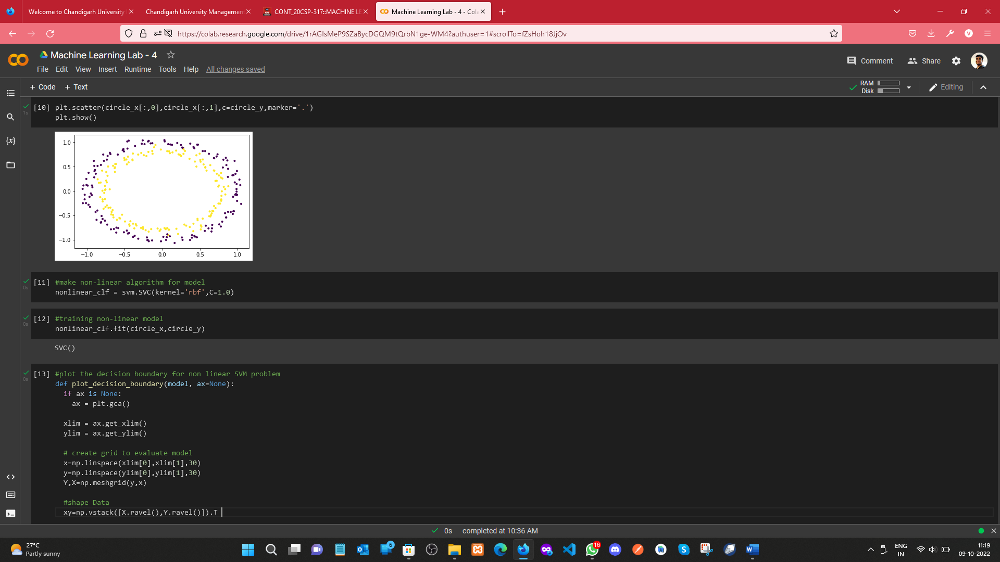 Welcome to Chandigarh University
Chandigarh University Management
CONT_20CSP-317::MACHINE LE
Machine Learning Lab - 4 - Cola
https://colab.research.google.com/drive/1rAGIsMeP9SZaBycDGQM9tQrbN1ge-WM4?authuser=1#scrollTo=fZsHoh18JjOv
V
Machine Learning Lab - 4
File Edit View Insert Runtime Tools Help All changes saved
Comment Share
+ Code + Text
RAM
Disk
Editing
[10] plt.scatter(circle_x[:,0],circle_x[:,1],c=circle_y,marker='.')
1s
plt.show()
{x}
1.0
0.5
0.0
−0.5
−1.0
−1.0 −0.5 0.0 0.5 1.0
[11] #make non-linear algorithm for model
0s
nonlinear_clf = svm.SVC(kernel='rbf',C=1.0)
[12] #training non-linear model
0s
nonlinear_clf.fit(circle_x,circle_y)
SVC()
[13] #plot the decision boundary for non linear SVM problem
0s
def plot_decision_boundary(model, ax=None):
if ax is None:
ax = plt.gca()
xlim = ax.get_xlim()
ylim = ax.get_ylim()
# create grid to evaluate model
x=np.linspace(xlim[0],xlim[1],30)
y=np.linspace(ylim[0],ylim[1],30)
Y,X=np.meshgrid(y,x)
#shape Data
xy=np.vstack([X.ravel(),Y.ravel()]).T
0s completed at 10:36 AM
27°C
Partly sunny
6
16
ENG
IN
11:19
09-10-2022